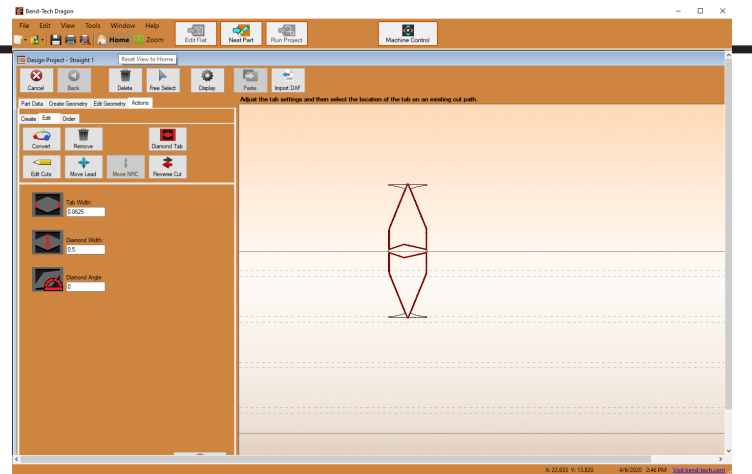 Bend-Tech Dragon
File Edit View Tools Window Help
Home Zoom Edit Flat Next Part Run Project Machine Control
Design Project - Straight 1 Reset View to Home
Cancel Back Delete Free Select Display Paste Import DXF
Part Data Create Geometry Edit Geometry Actions
Adjust the tab settings and then select the location of the tab on an existing cut path.
Create Edit Order
Convert Remove Diamond Tab
Edit Cuts Move Lead Move NRC Reverse Cut
Tab Width:
0.0625
Diamond Width:
0.5
Diamond Angle:
0
X: 22.633 Y: 13.820 4/6/2020 2:46 PM Visit bend-tech.com